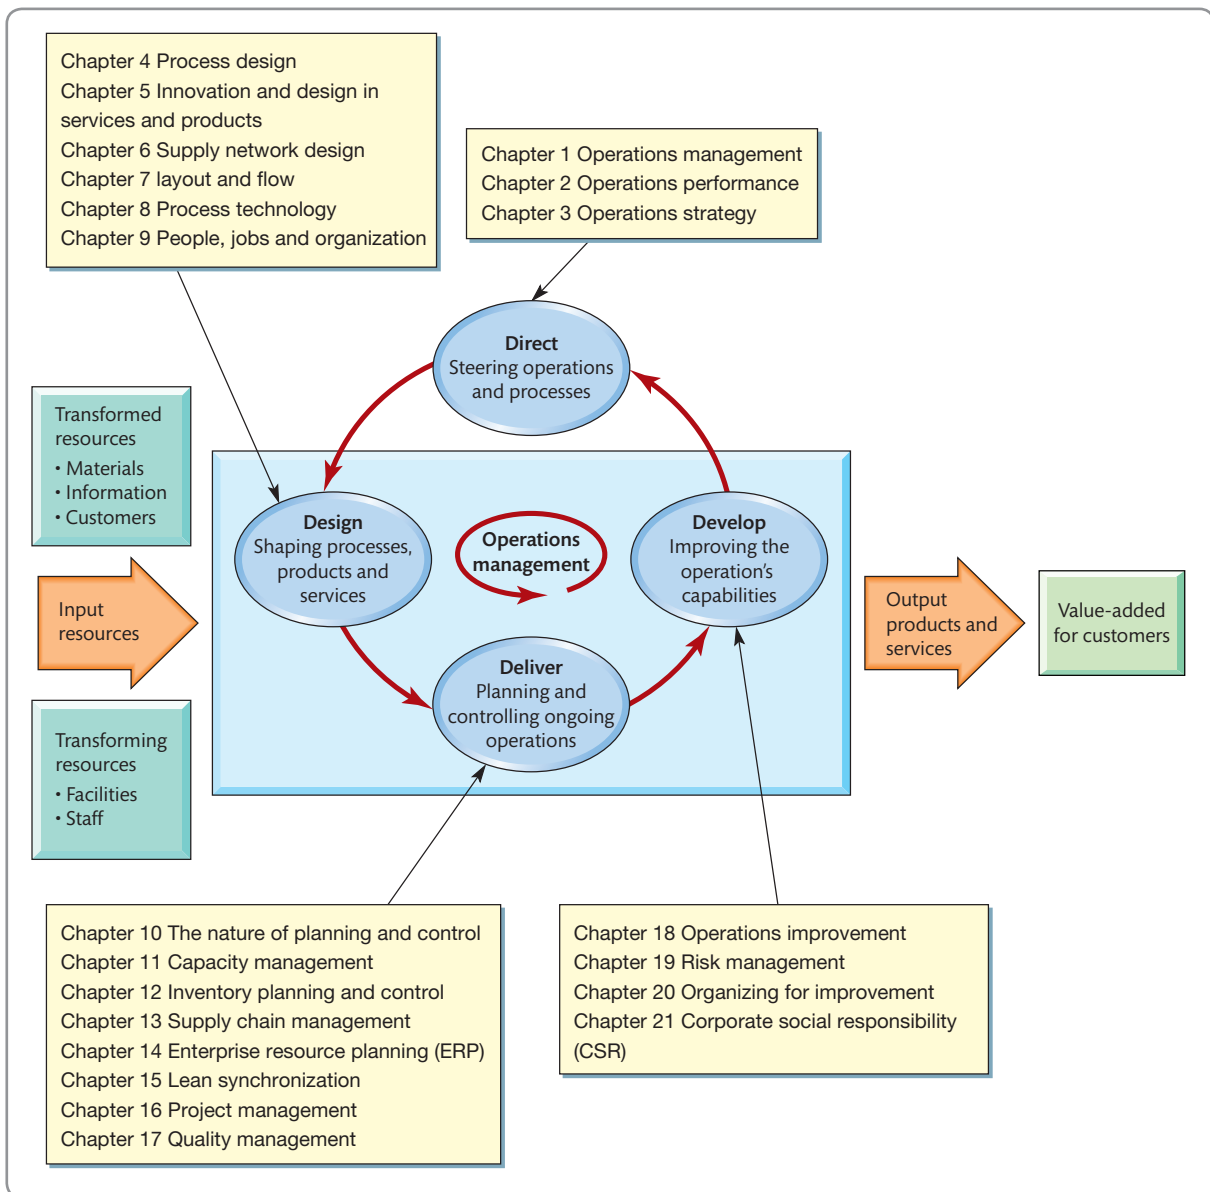 Chapter 4 Process design
Chapter 5 Innovation and design in
services and products
Chapter 6 Supply network design
Chapter 7 layout and flow
Chapter 8 Process technology
Chapter 9 People, jobs and organization
Chapter 1 Operations management
Chapter 2 Operations performance
Chapter 3 Operations strategy
Direct
Steering operations
and processes
Transformed
resources
• Materials
• Information
• Customers
Design
Shaping processes,
products and
services
Operations
management
Develop
Improving the
operation's
capabilities
Input
resources
Output
products and
services
Value-added
for customers
Deliver
Planning and
controlling ongoing
operations
Transforming
resources
• Facilities
• Staff
Chapter 10 The nature of planning and control
Chapter 11 Capacity management
Chapter 12 Inventory planning and control
Chapter 13 Supply chain management
Chapter 14 Enterprise resource planning (ERP)
Chapter 15 Lean synchronization
Chapter 16 Project management
Chapter 17 Quality management
Chapter 18 Operations improvement
Chapter 19 Risk management
Chapter 20 Organizing for improvement
Chapter 21 Corporate social responsibility
(CSR)